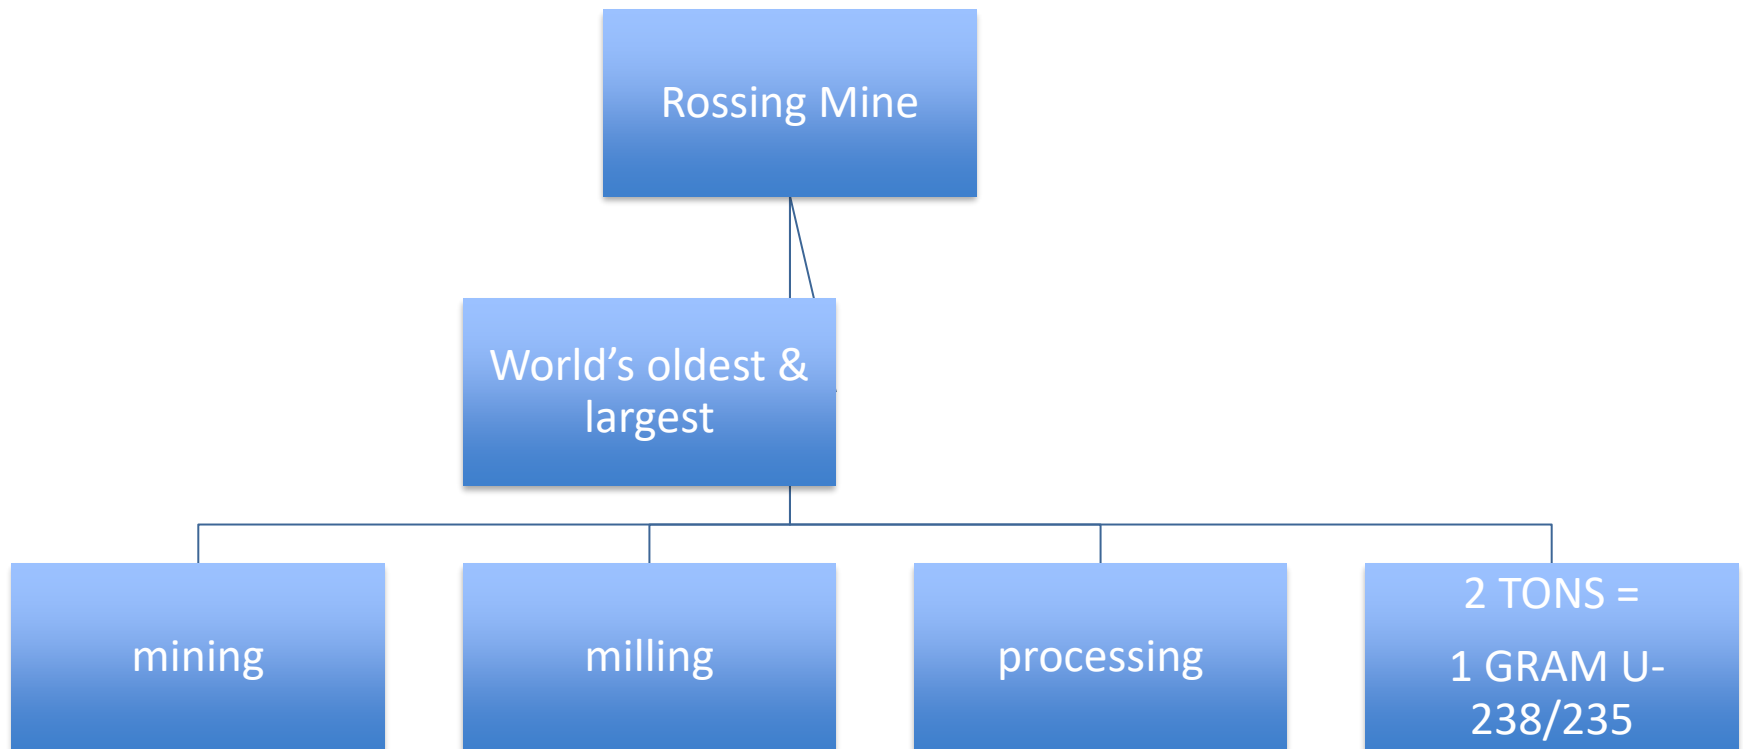 Rossing Mine
World’s oldest &
largest
mining
milling
processing
2 TONS =
1 GRAM U-
238/235